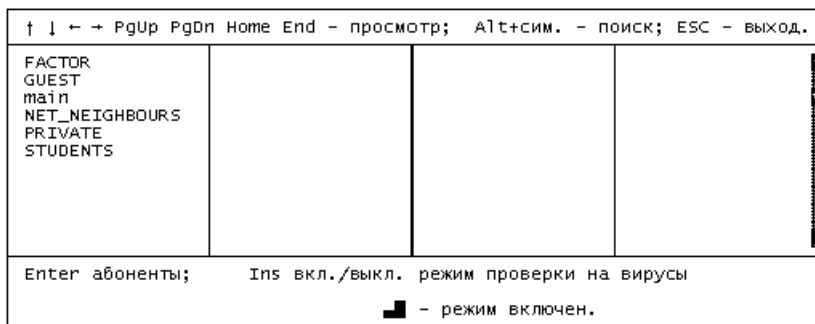 ↑ ↓ ← → PgUp PgDn Home End – просмотр; Alt+сим. – поиск; ESC – выход.
FACTOR
GUEST
main
NET_NEIGHBOURS
PRIVATE
STUDENTS
Enter абоненты; Ins вкл./выкл. режим проверки на вирусы
– режим включен.